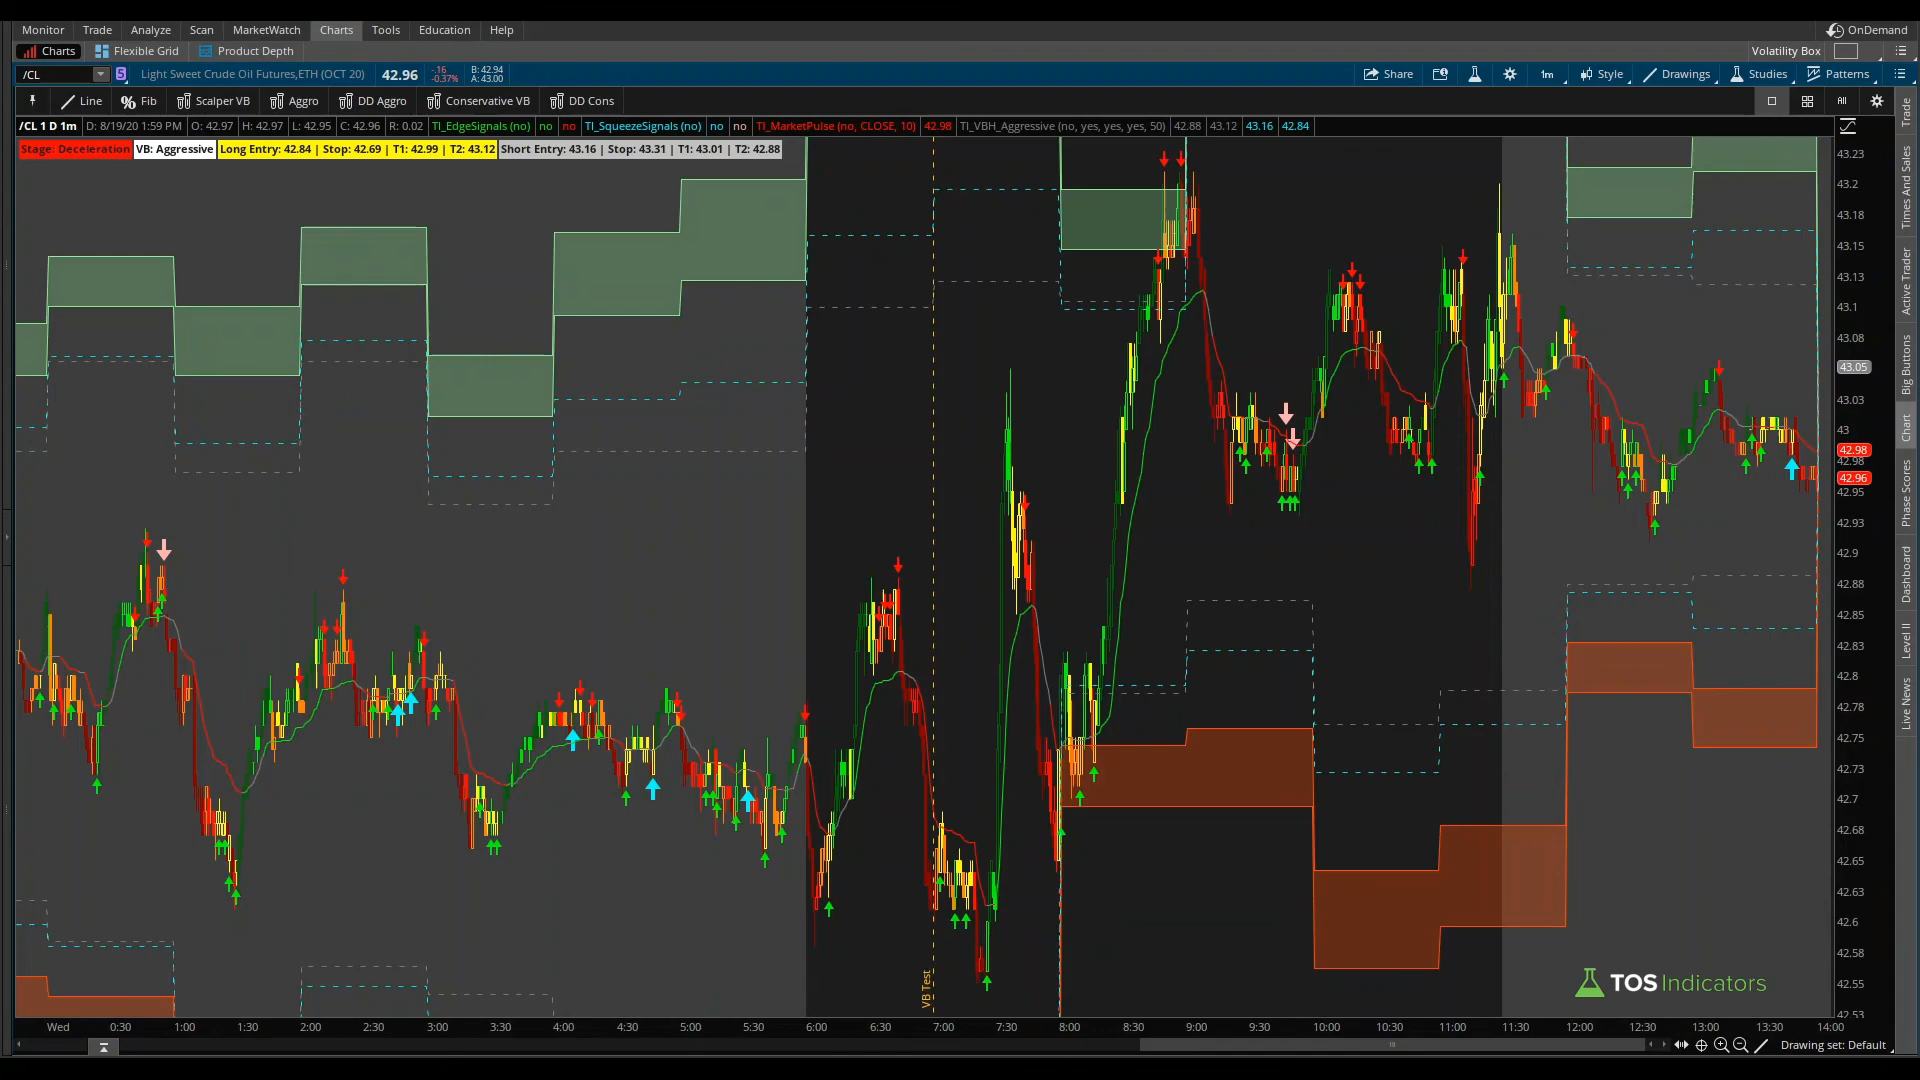 Monitor Trade Analyze Scan MarketWatch Charts Tools Education Help OnDemand
Charts Flexible Grid Product Depth Volatility Box
/CL 5 Light Sweet Crude Oil Futures,ETH (OCT 20) 42.96 -.16 -0.37% B: 42.94 A: 43.00 Share 1m Style Drawings Studies Patterns
Line Fib Scalper VB Aggro DD Aggro Conservative VB DD Cons All
/CL 1 D 1m D: 8/19/20 1:59 PM O: 42.97 H: 42.97 L: 42.95 C: 42.96 R: 0.02 TI_EdgeSignals (no) no no TI_SqueezeSignals (no) no no TI_MarketPulse (no, CLOSE, 10) 42.98 TI_VBH_Aggressive (no, yes, yes, yes, 50) 42.88 43.12 43.16 42.84
Stage: Deceleration VB: Aggressive Long Entry: 42.84 | Stop: 42.69 | T1: 42.99 | T2: 43.12 Short Entry: 43.16 | Stop: 43.31 | T1: 43.01 | T2: 42.88
43.23
43.2
43.18
43.15
43.13
43.1
43.08
43.05
43.03
43
42.98
42.98
42.96
42.95
42.93
42.9
42.88
42.85
42.83
42.8
42.78
42.75
42.73
42.7
42.68
42.65
42.63
42.6
42.58
42.55
42.53
Trade
Times And Sales
Active Trader
Big Buttons
Chart
Phase Scores
Dashboard
Level II
Live News
VB Test
TOS Indicators
Wed 0:30 1:00 1:30 2:00 2:30 3:00 3:30 4:00 4:30 5:00 5:30 6:00 6:30 7:00 7:30 8:00 8:30 9:00 9:30 10:00 10:30 11:00 11:30 12:00 12:30 13:00 13:30 14:00
Drawing set: Default